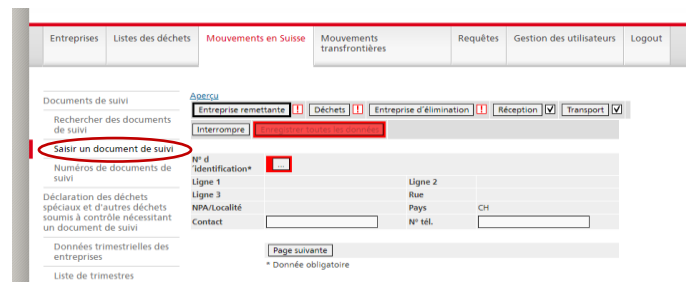 Entreprises Listes des déchets Mouvements en Suisse Mouvements transfrontières Requêtes Gestion des utilisateurs Logout
Documents de suivi
Rechercher des documents
de suivi
Saisir un document de suivi
Numéros de documents de
suivi
Déclaration des déchets
spéciaux et d'autres déchets
soumis à contrôle nécessitant
un document de suivi
Données trimestrielles des
entreprises
Liste de trimestres
Aperçu
Entreprise remettante ! Déchets ! Entreprise d'élimination ! Réception Transport
Interrompre Enregistrer toutes les données
N° d
'identification* ...
Ligne 1 Ligne 2
Ligne 3 Rue
NPA/Localité Pays CH
Contact N° tél.
Page suivante
* Donnée obligatoire